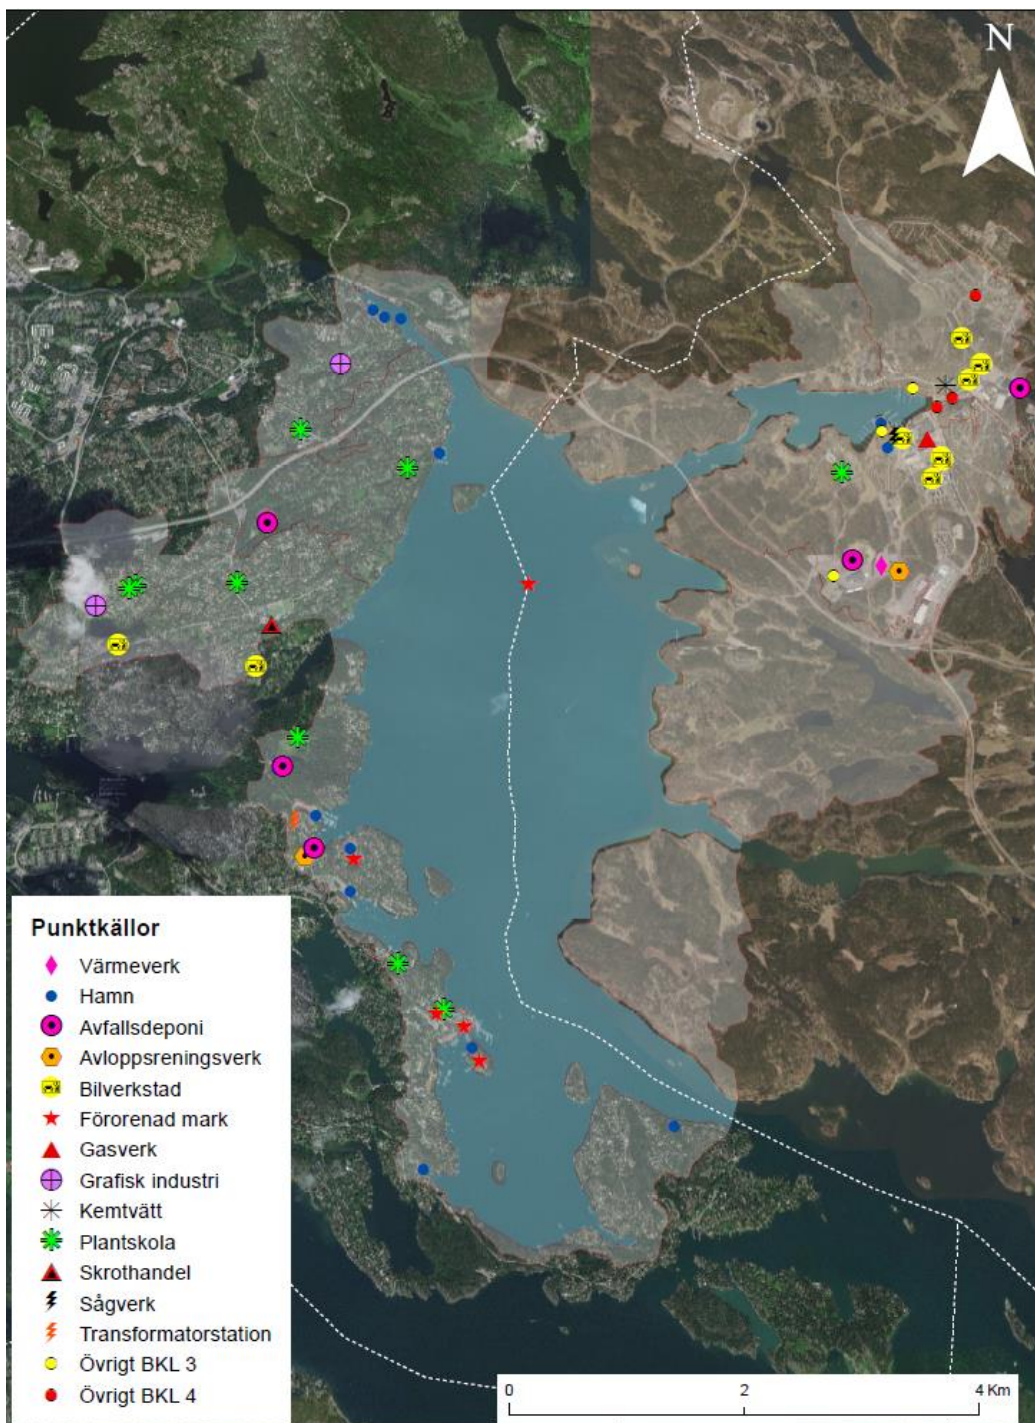 N
Punktkällor
Värmeverk
Hamn
Avfallsdeponi
Avloppsreningsverk
Bilverkstad
Förorenad mark
Gasverk
Grafisk industri
Kemtvätt
Plantskola
Skrothandel
Sågverk
Transformatorstation
Övrigt BKL 3
Övrigt BKL 4
0 2 4 Km